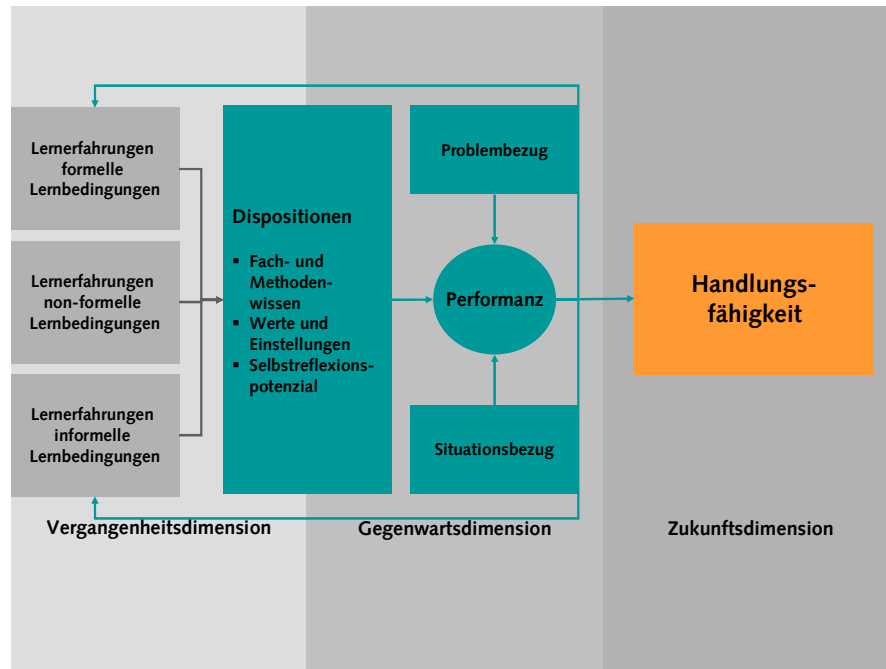 Lernerfahrungen
formelle
Lernbedingungen
Lernerfahrungen
non-formelle
Lernbedingungen
Lernerfahrungen
informelle
Lernbedingungen
Dispositionen
▪ Fach- und
Methoden-
wissen
▪ Werte und
Einstellungen
▪ Selbstreflexions-
potenzial
Problembezug
Performanz
Situationsbezug
Handlungs-
fähigkeit
Vergangenheitsdimension
Gegenwartsdimension
Zukunftsdimension